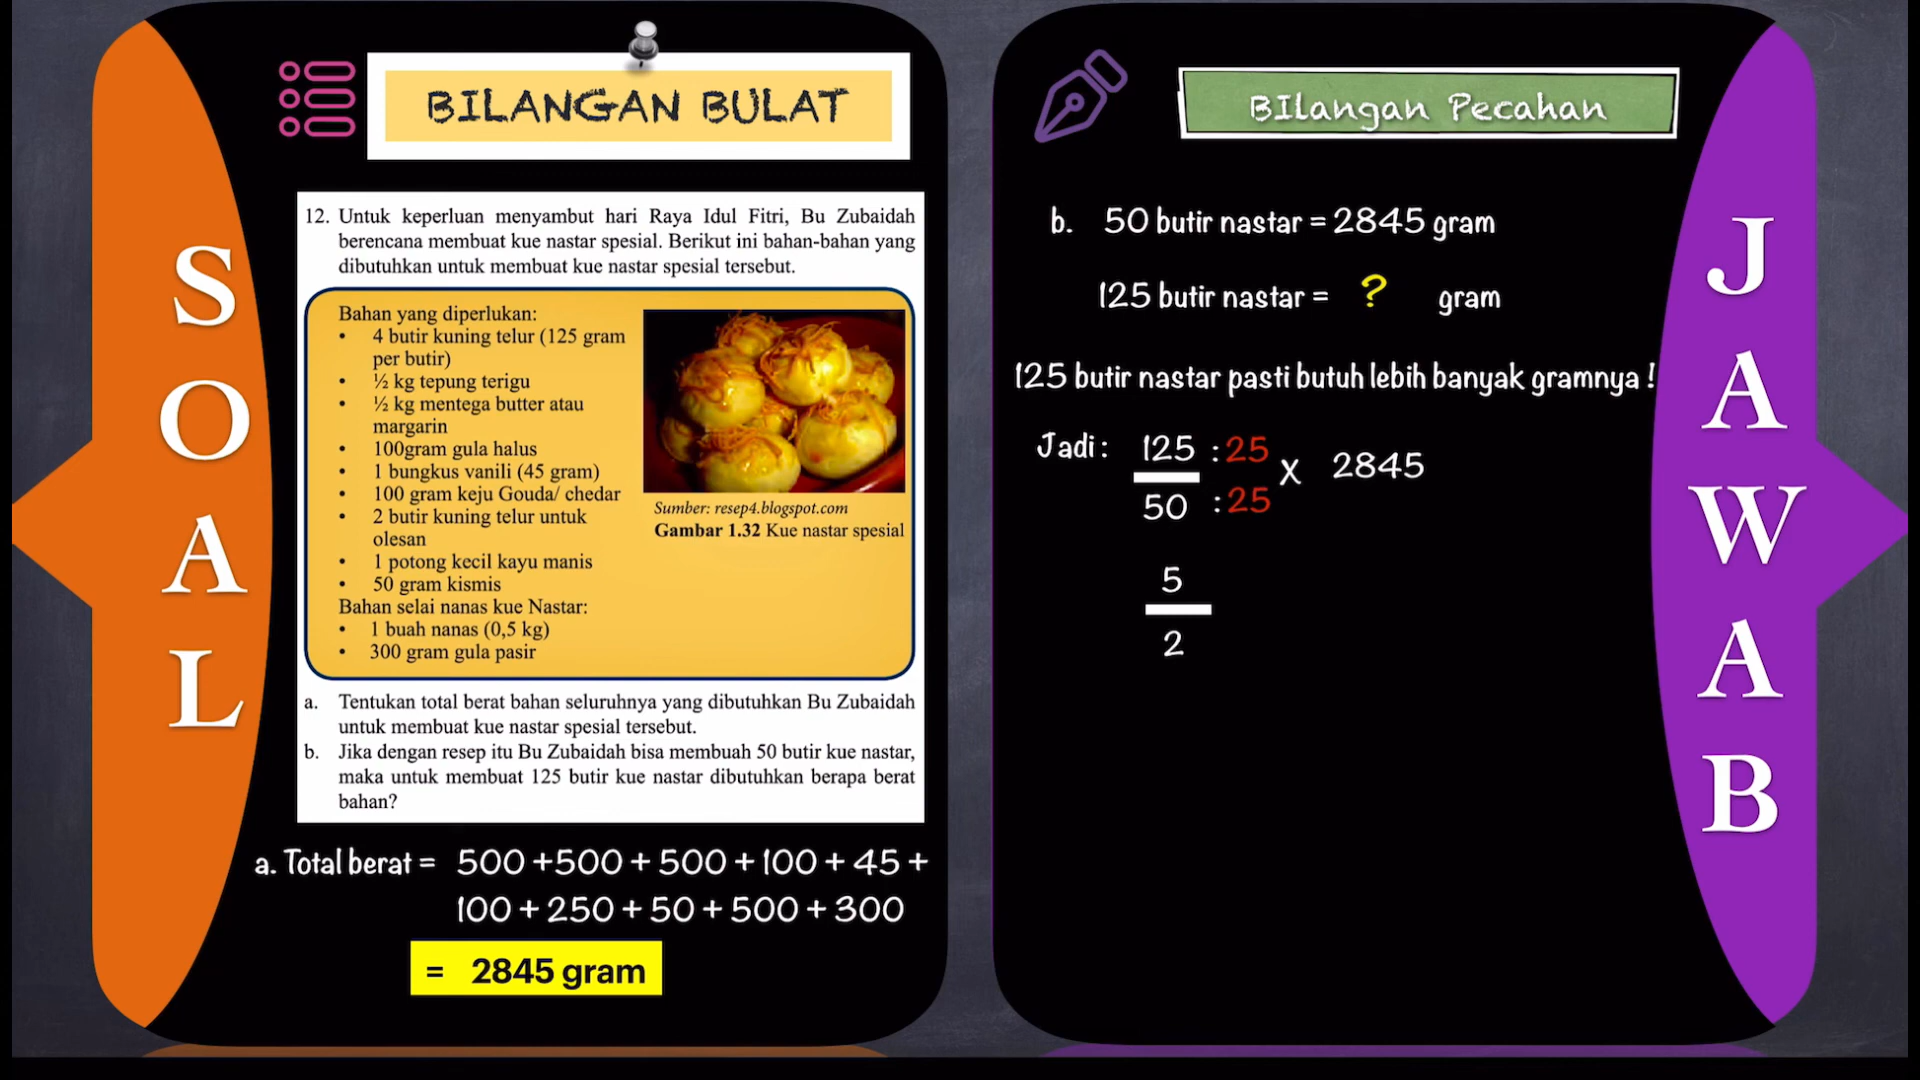 SOAL
BILANGAN BULAT
12. Untuk keperluan menyambut hari Raya Idul Fitri, Bu Zubaidah
berencana membuat kue nastar spesial. Berikut ini bahan-bahan yang
dibutuhkan untuk membuat kue nastar spesial tersebut.
Bahan yang diperlukan:
• 4 butir kuning telur (125 gram
per butir)
• ½ kg tepung terigu
• ½ kg mentega butter atau
margarin
• 100gram gula halus
• 1 bungkus vanili (45 gram)
• 100 gram keju Gouda/ chedar
• 2 butir kuning telur untuk
olesan
• 1 potong kecil kayu manis
• 50 gram kismis
Bahan selai nanas kue Nastar:
• 1 buah nanas (0,5 kg)
• 300 gram gula pasir
Sumber: resep4.blogspot.com
Gambar 1.32 Kue nastar spesial
a. Tentukan total berat bahan seluruhnya yang dibutuhkan Bu Zubaidah
untuk membuat kue nastar spesial tersebut.
b. Jika dengan resep itu Bu Zubaidah bisa membuah 50 butir kue nastar,
maka untuk membuat 125 butir kue nastar dibutuhkan berapa berat
bahan?
a. Total berat = 500 +500 + 500 + 100 + 45 +
100 + 250 + 50 + 500 + 300
= 2845 gram
BIlangan Pecahan
b. 50 butir nastar = 2845 gram
125 butir nastar = ? gram
125 butir nastar pasti butuh lebih banyak gramnya !
Jadi : 125 : 25 X 2845
50 : 25
5
2
JAWAB